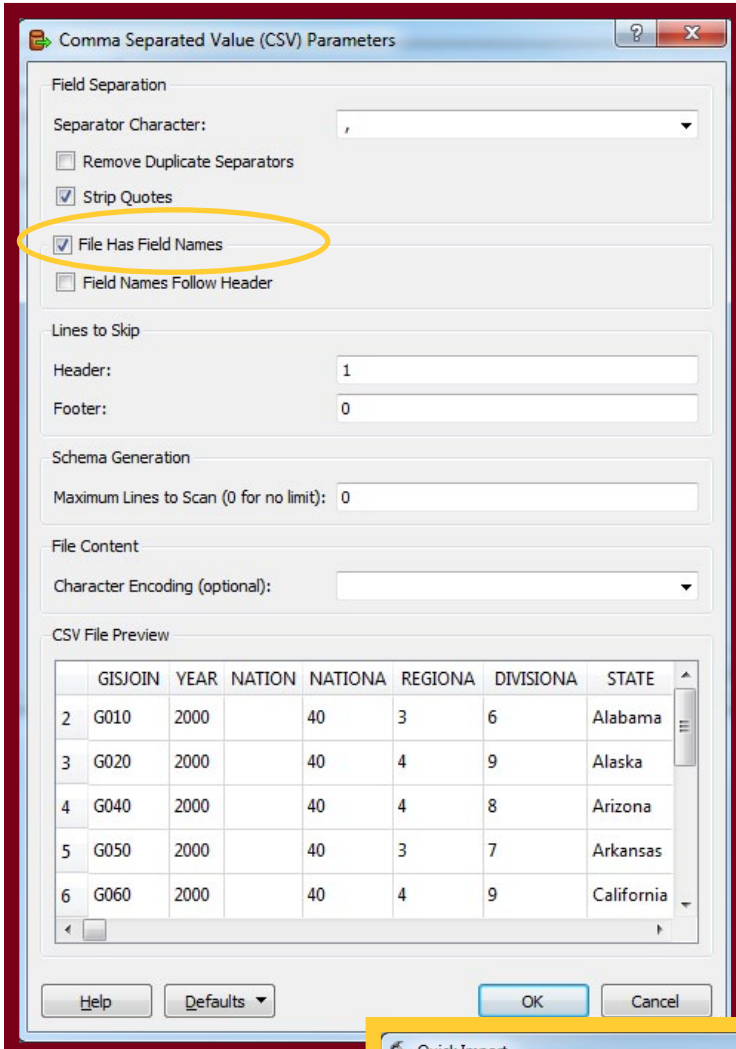 Comma Separated Value (CSV) Parameters
Field Separation
Separator Character: ,
Remove Duplicate Separators
Strip Quotes
File Has Field Names
Field Names Follow Header
Lines to Skip
Header: 1
Footer: 0
Schema Generation
Maximum Lines to Scan (0 for no limit): 0
File Content
Character Encoding (optional):
CSV File Preview
GISJOIN YEAR NATION NATIONA REGIONA DIVISIONA STATE
2 G010 2000 40 3 6 Alabama
3 G020 2000 40 4 9 Alaska
4 G040 2000 40 4 8 Arizona
5 G050 2000 40 3 7 Arkansas
6 G060 2000 40 4 9 California
Help Defaults OK Cancel
Quick Import